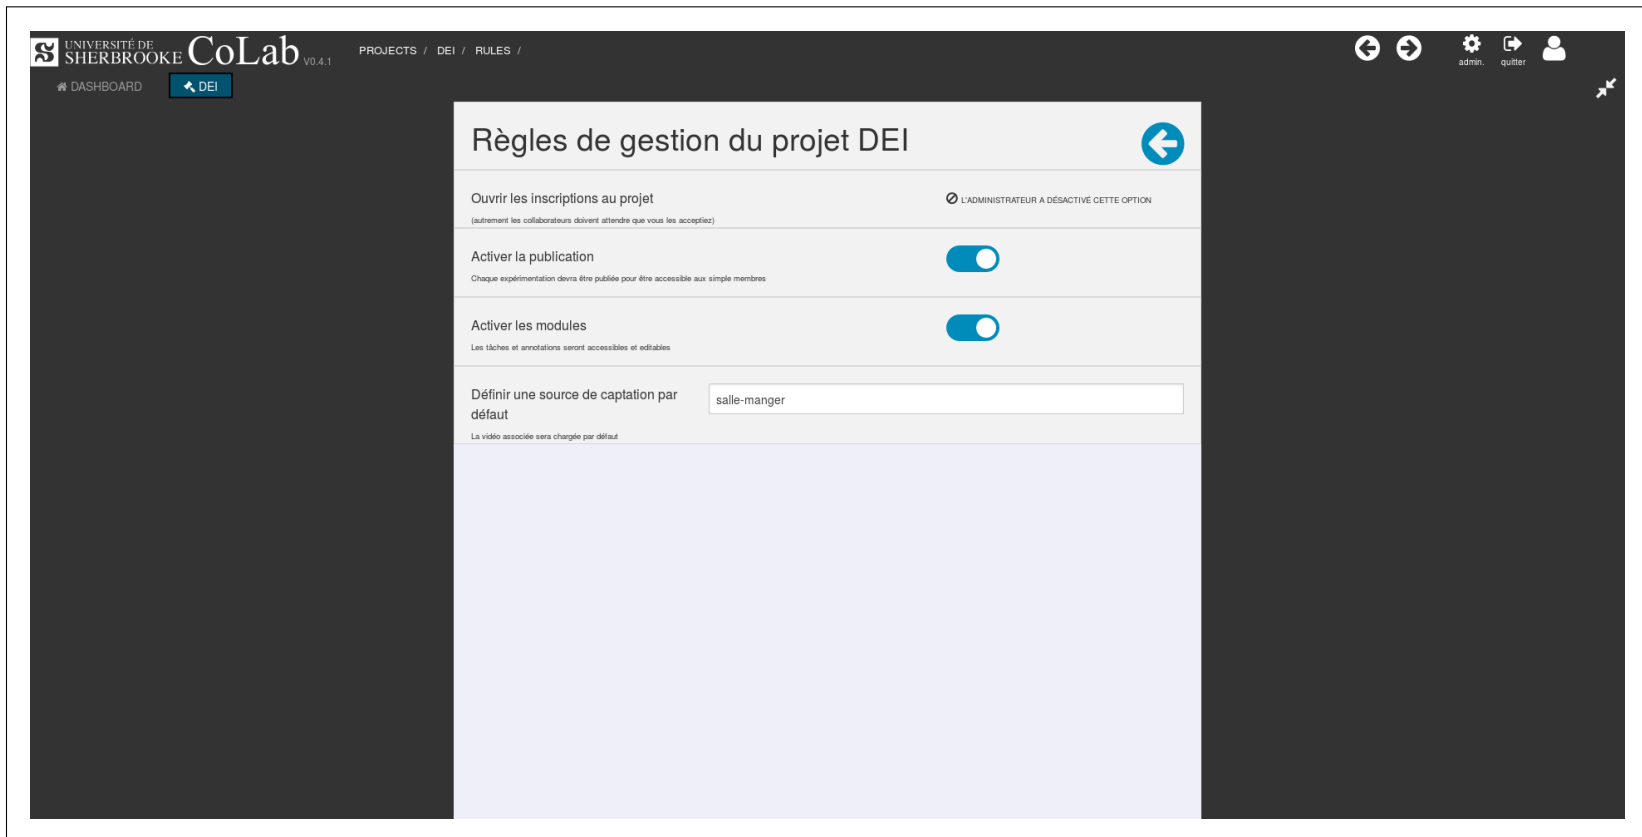 UNIVERSITÉ DE
SHERBROOKE CoLab V0.4.1
PROJECTS / DEI / RULES /
admin. quitter
DASHBOARD DEI
Règles de gestion du projet DEI
Ouvrir les inscriptions au projet
L'ADMINISTRATEUR A DÉSACTIVÉ CETTE OPTION
(autrement les collaborateurs doivent attendre que vous les acceptiez)
Activer la publication
Chaque expérimentation devra être publiée pour être accessible aux simple membres
Activer les modules
Les tâches et annotations seront accessibles et editables
Définir une source de captation par
défaut
salle-manger
La vidéo associée sera chargée par défaut